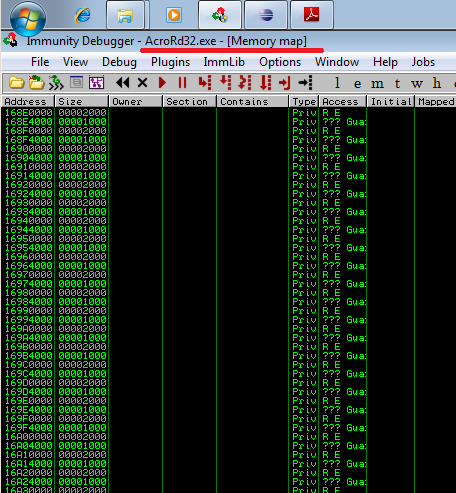 Immunity Debugger - AcroRd32.exe - [Memory map]
File View Debug Plugins ImmLib Options Window Help Jobs
l e m t w h
Address Size Owner Section Contains Type Access Initial Mapped
168E0000 00002000 Priv R E
168E4000 00001000 Priv ??? Gua
168F0000 00002000 Priv R E
168F4000 00001000 Priv ??? Gua
16900000 00002000 Priv R E
16904000 00001000 Priv ??? Gua
16910000 00002000 Priv R E
16914000 00001000 Priv ??? Gua
16920000 00002000 Priv R E
16924000 00001000 Priv ??? Gua
16930000 00002000 Priv R E
16934000 00001000 Priv ??? Gua
16940000 00002000 Priv R E
16944000 00001000 Priv ??? Gua
16950000 00002000 Priv R E
16954000 00001000 Priv ??? Gua
16960000 00002000 Priv R E
16964000 00001000 Priv ??? Gua
16970000 00002000 Priv R E
16974000 00001000 Priv ??? Gua
16980000 00002000 Priv R E
16984000 00001000 Priv ??? Gua
16990000 00002000 Priv R E
16994000 00001000 Priv ??? Gua
169A0000 00002000 Priv R E
169A4000 00001000 Priv ??? Gua
169B0000 00002000 Priv R E
169B4000 00001000 Priv ??? Gua
169C0000 00002000 Priv R E
169C4000 00001000 Priv ??? Gua
169D0000 00002000 Priv R E
169D4000 00001000 Priv ??? Gua
169E0000 00002000 Priv R E
169E4000 00001000 Priv ??? Gua
169F0000 00002000 Priv R E
169F4000 00001000 Priv ??? Gua
16A00000 00002000 Priv R E
16A04000 00001000 Priv ??? Gua
16A10000 00002000 Priv R E
16A14000 00001000 Priv ??? Gua
16A20000 00002000 Priv R E
16A24000 00001000 Priv ??? Gua
16A30000 00002000 Priv R E